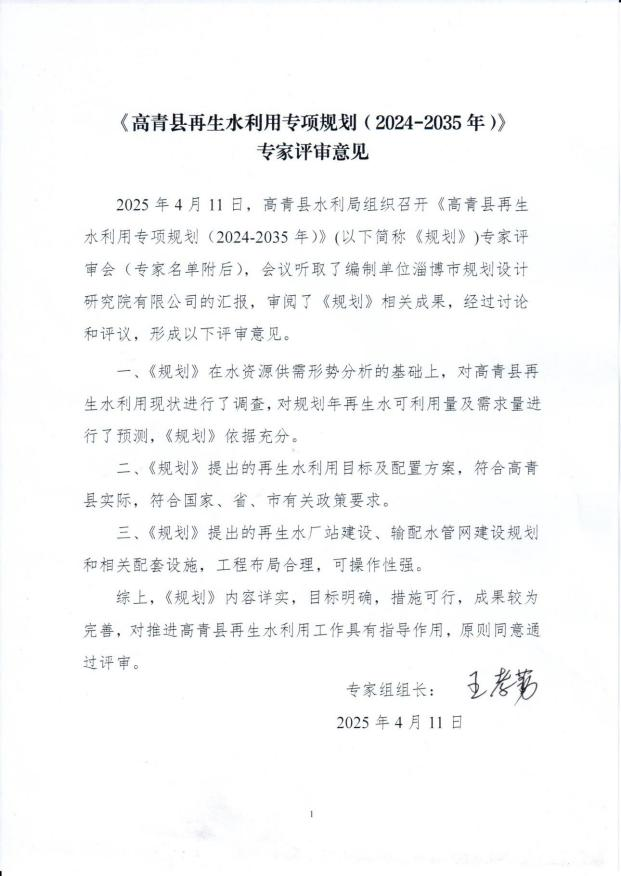 《高青县再生水利用专项规划（2024-2035 年）》
专家评审意见
2025 年 4 月 11 日，高青县水利局组织召开《高青县再生
水利用专项规划（2024-2035 年）》(以下简称《规划》)专家评
审会（专家名单附后），会议听取了编制单位淄博市规划设计
研究院有限公司的汇报，审阅了《规划》相关成果，经过讨论
和评议，形成以下评审意见。
一、《规划》在水资源供需形势分析的基础上，对高青县再
生水利用现状进行了调查，对规划年再生水可利用量及需求量进
行了预测，《规划》依据充分。
二、《规划》提出的再生水利用目标及配置方案，符合高青
县实际，符合国家、省、市有关政策要求。
三、《规划》提出的再生水厂站建设、输配水管网建设规划
和相关配套设施，工程布局合理，可操作性强。
综上，《规划》内容详实，目标明确，措施可行，成果较为
完善，对推进高青县再生水利用工作具有指导作用，原则同意通
过评审。
专家组组长： 王孝
2025 年 4 月 11 日
1